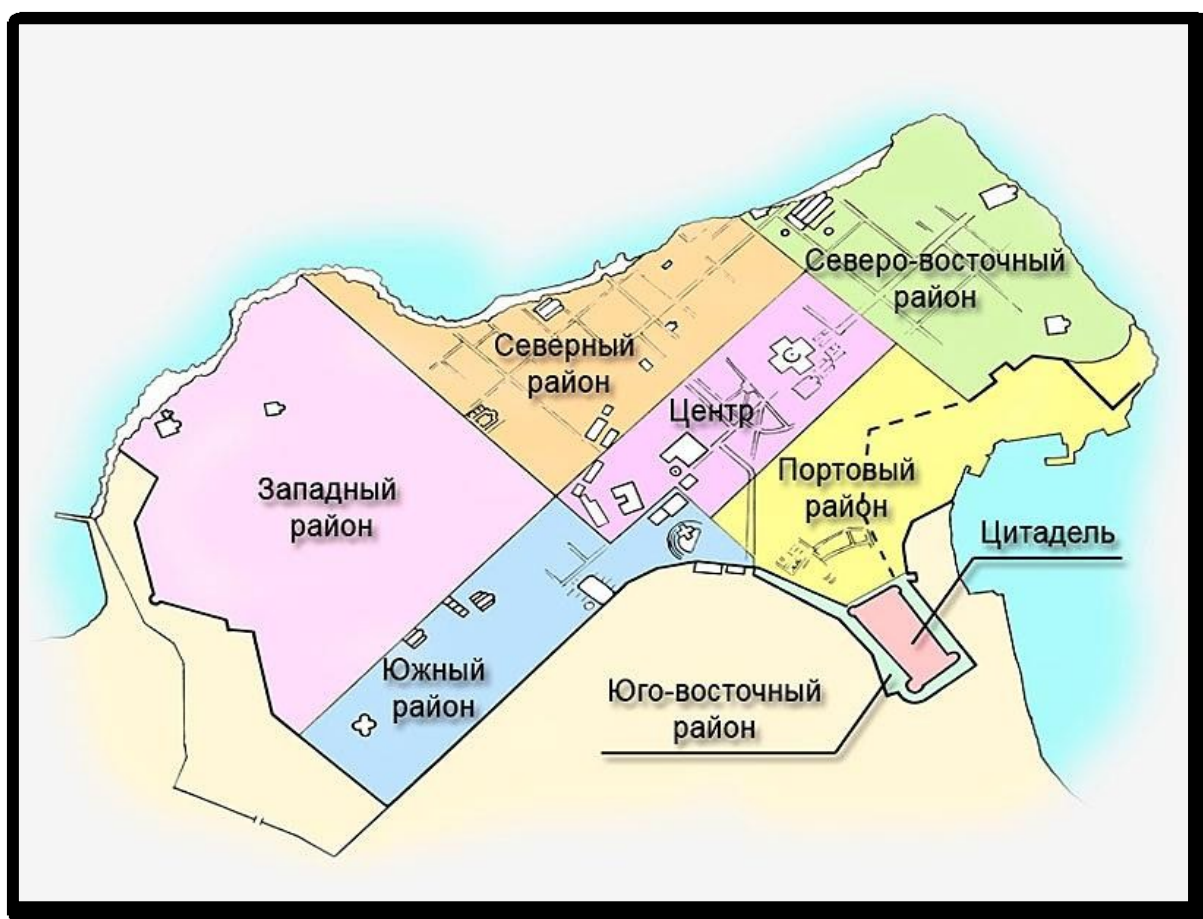 Северо-восточный
район
Северный
район
Центр
Западный
район
Портовый
район
Цитадель
Южный
район
Юго-восточный
район